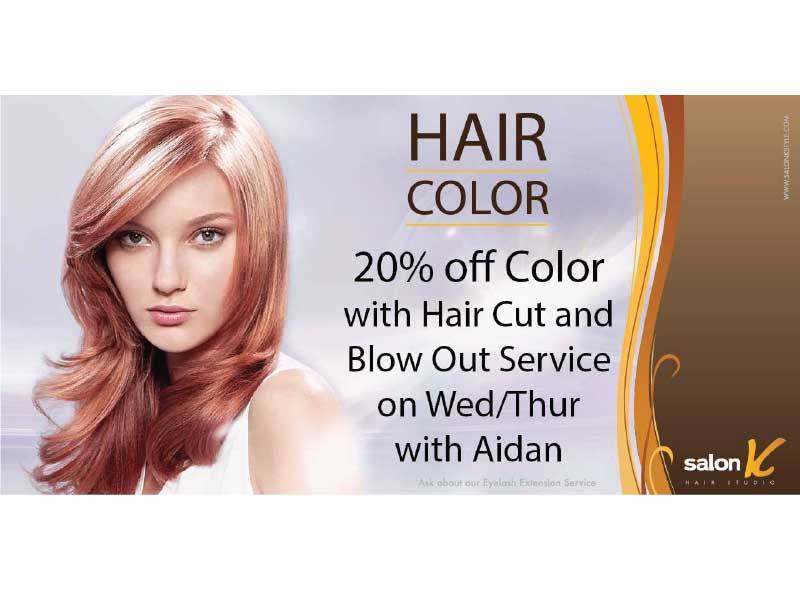 HAIR
COLOR
20% off Color
with Hair Cut and
Blow Out Service
on Wed/Thur
with Aidan
Ask about our Eyelash Extension Service
WWW.SALONKSTYLE.COM
salon K
HAIR STUDIO